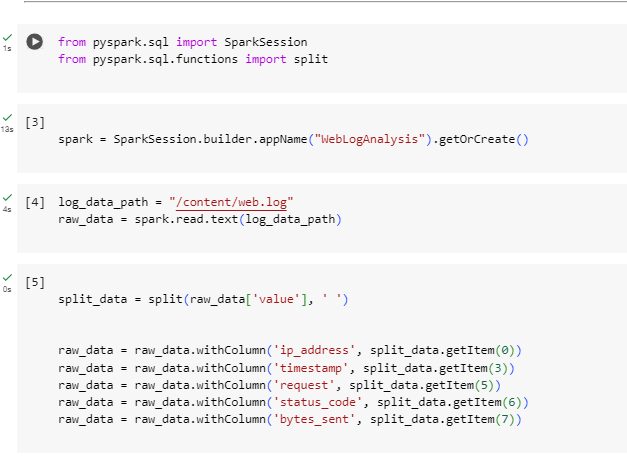 1s
from pyspark.sql import SparkSession
from pyspark.sql.functions import split
13s
[3]
spark = SparkSession.builder.appName("WebLogAnalysis").getOrCreate()
4s
[4] log_data_path = "/content/web.log"
raw_data = spark.read.text(log_data_path)
0s
[5]
split_data = split(raw_data['value'], ' ')
raw_data = raw_data.withColumn('ip_address', split_data.getItem(0))
raw_data = raw_data.withColumn('timestamp', split_data.getItem(3))
raw_data = raw_data.withColumn('request', split_data.getItem(5))
raw_data = raw_data.withColumn('status_code', split_data.getItem(6))
raw_data = raw_data.withColumn('bytes_sent', split_data.getItem(7))